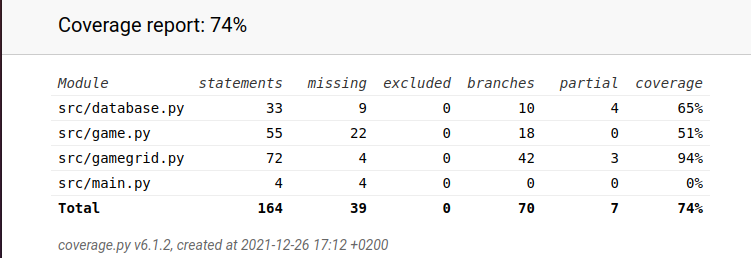 Coverage report: 74%
Module statements missing excluded branches partial coverage
src/database.py 33 9 0 10 4 65%
src/game.py 55 22 0 18 0 51%
src/gamegrid.py 72 4 0 42 3 94%
src/main.py 4 4 0 0 0 0%
Total 164 39 0 70 7 74%
coverage.py v6.1.2, created at 2021-12-26 17:12 +0200